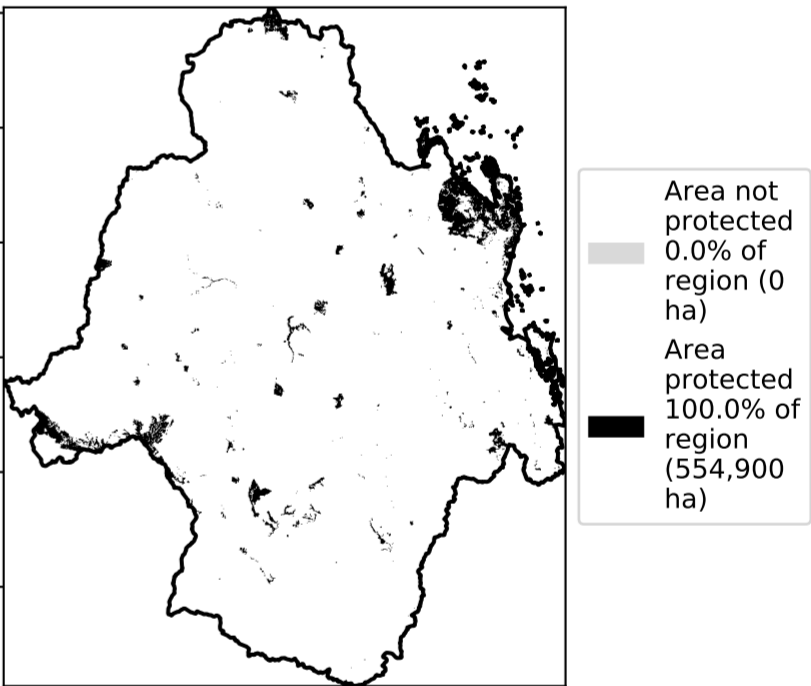 Area not
protected
0.0% of
region (0
ha)
Area
protected
100.0% of
region
(554,900
ha)